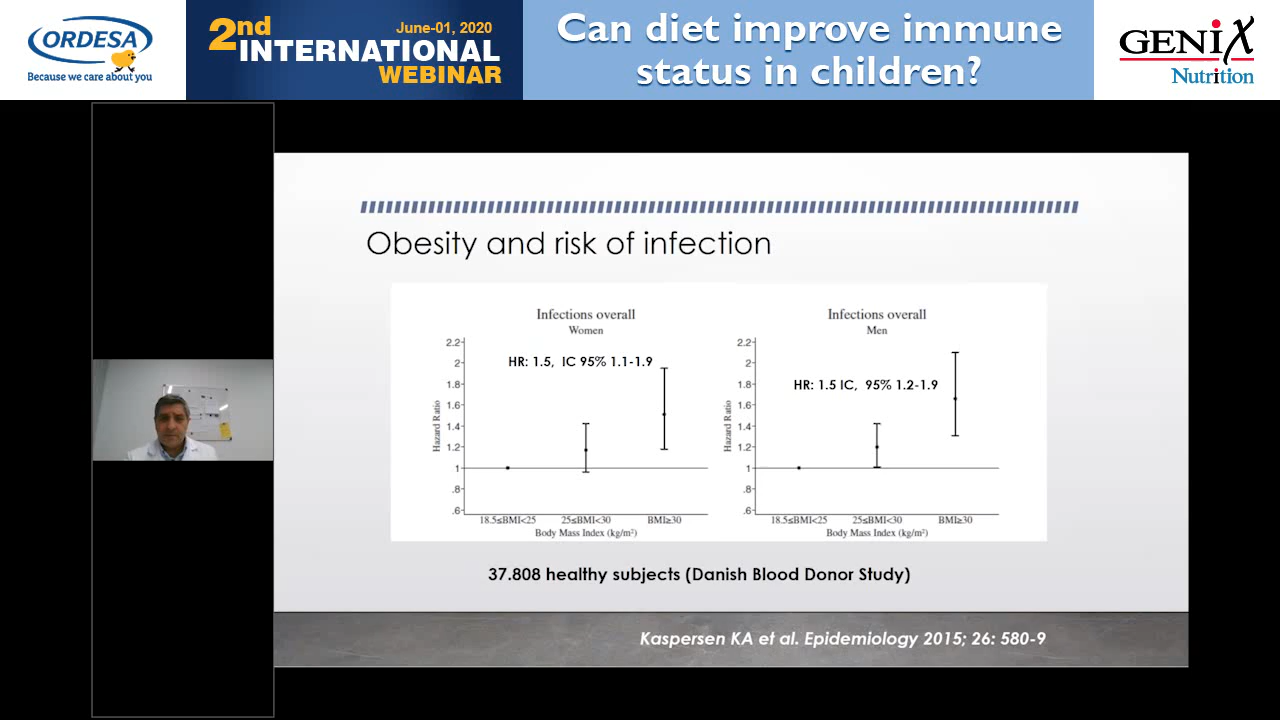 ORDESA
Because we care about you
2nd
June-01, 2020
INTERNATIONAL
WEBINAR
Can diet improve immune
status in children?
GENiX
Nutrition
Obesity and risk of infection
Infections overall
Women
HR: 1.5, IC 95% 1.1-1.9
Hazard Ratio
2.2
2
1.8
1.6
1.4
1.2
1
.8
.6
18.5≤BMI<25
25≤BMI<30
BMI≥30
Body Mass Index (kg/m²)
Infections overall
Men
HR: 1.5 IC, 95% 1.2-1.9
Hazard Ratio
2.2
2
1.8
1.6
1.4
1.2
1
.8
.6
18.5≤BMI<25
25≤BMI<30
BMI≥30
Body Mass Index (kg/m²)
37.808 healthy subjects (Danish Blood Donor Study)
Kaspersen KA et al. Epidemiology 2015; 26: 580-9